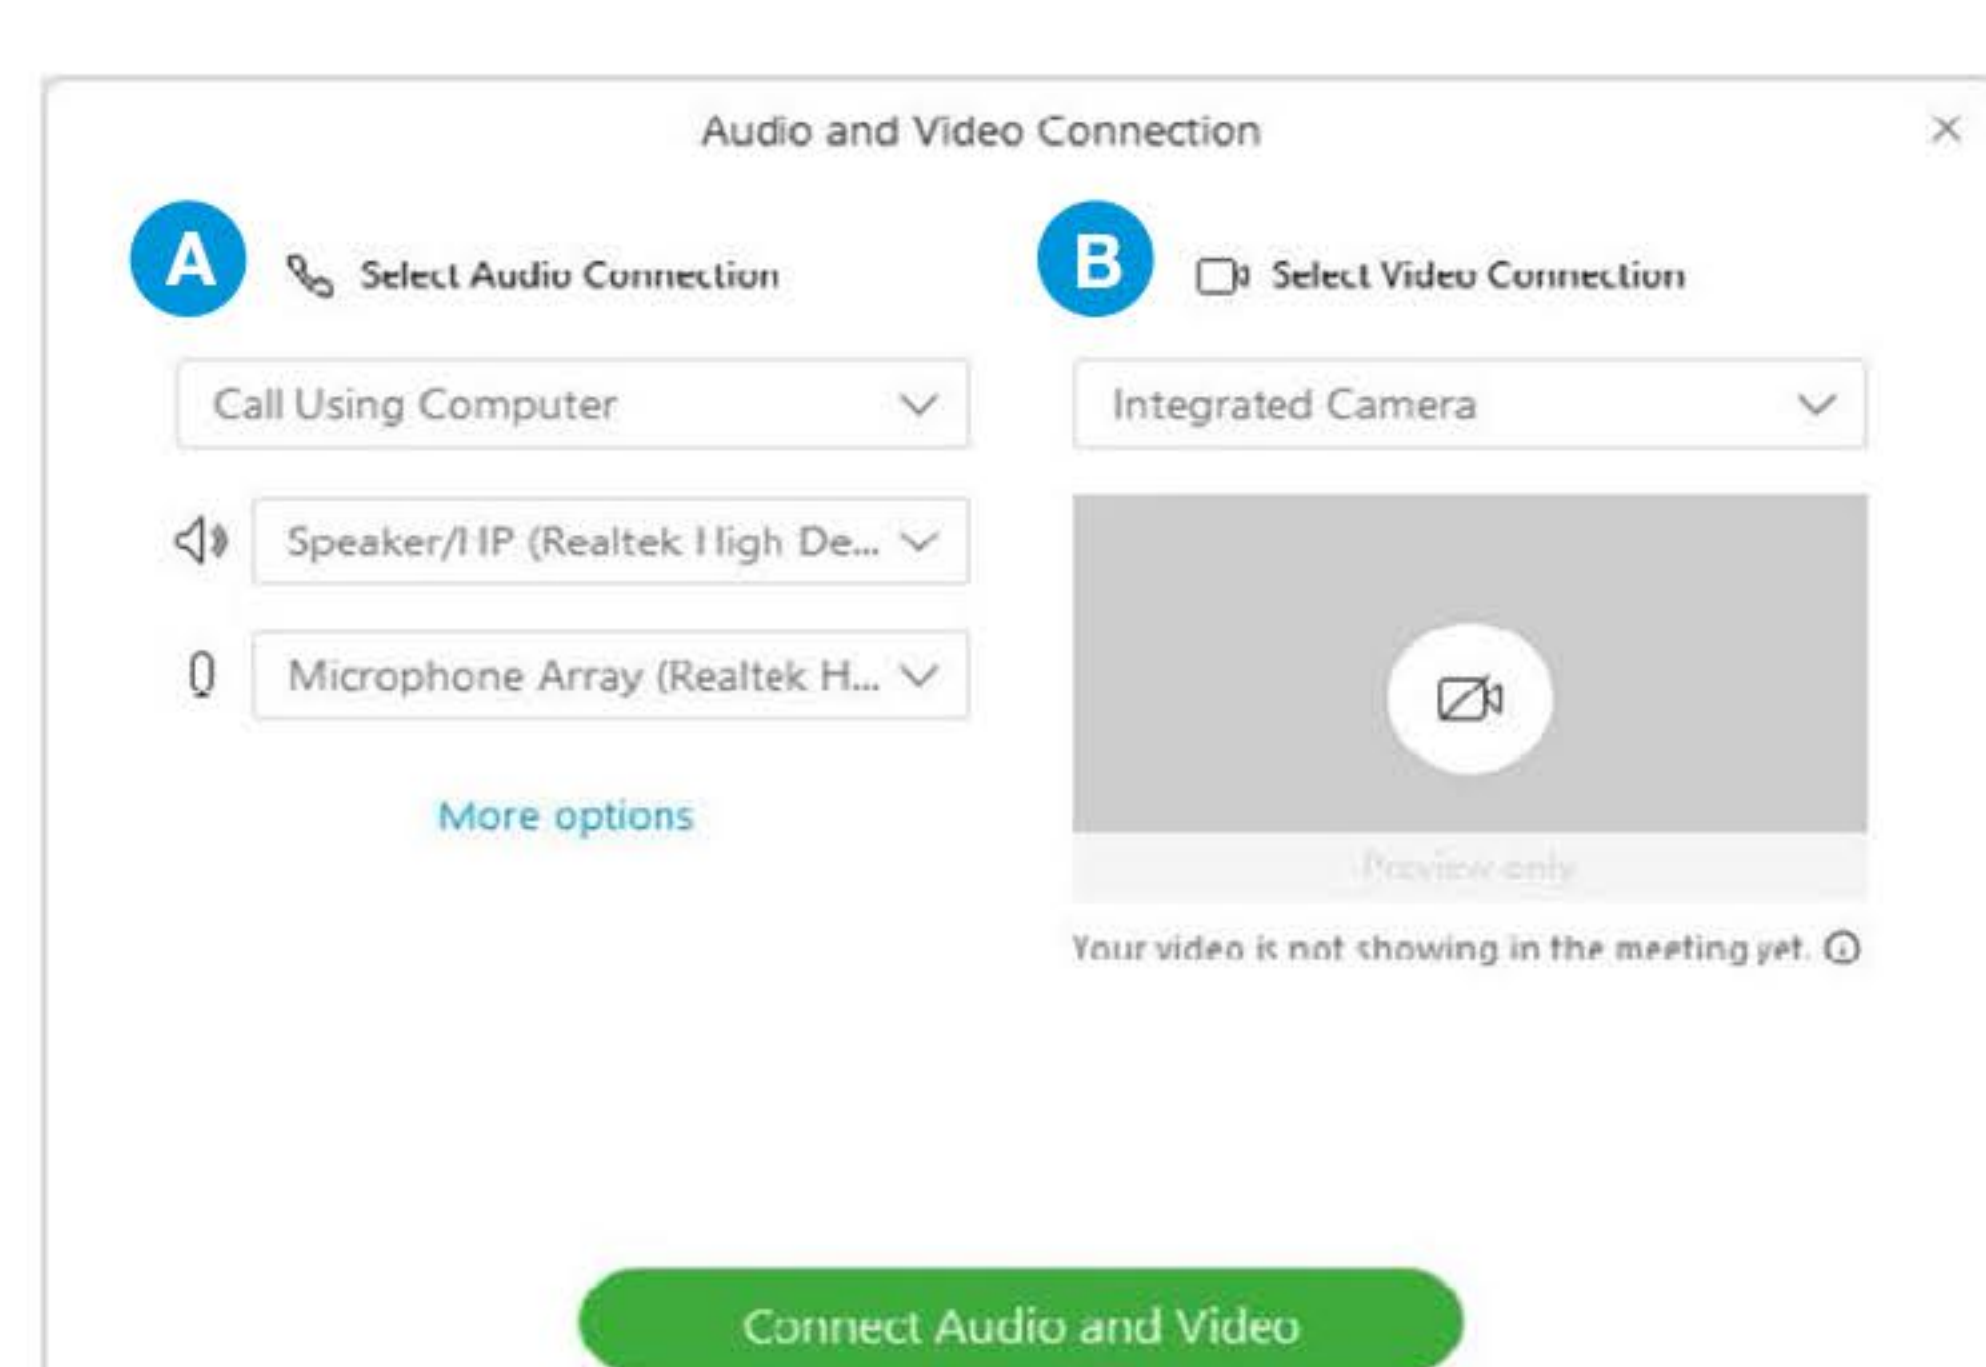 Audio and Video Connection
A
Select Audio Connection
Call Using Computer
Speaker/HP (Realtek High De...
Microphone Array (Realtek H...
More options
B
Select Video Connection
Integrated Camera
Preview only
Your video is not showing in the meeting yet.
Connect Audio and Video